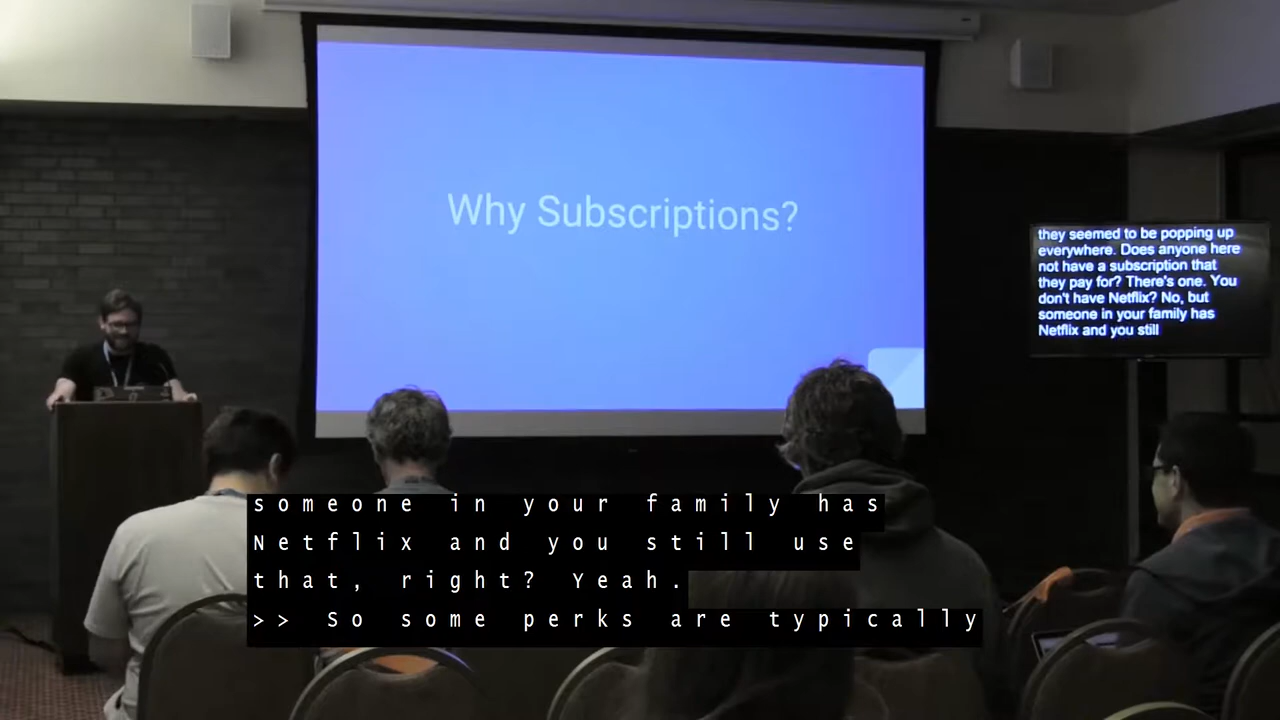 Why Subscriptions?
they seemed to be popping up
everywhere. Does anyone here
not have a subscription that
they pay for? There's one. You
don't have Netflix? No, but
someone in your family has
Netflix and you still
someone in your family has
Netflix and you still use
that, right? Yeah.
>> So some perks are typically